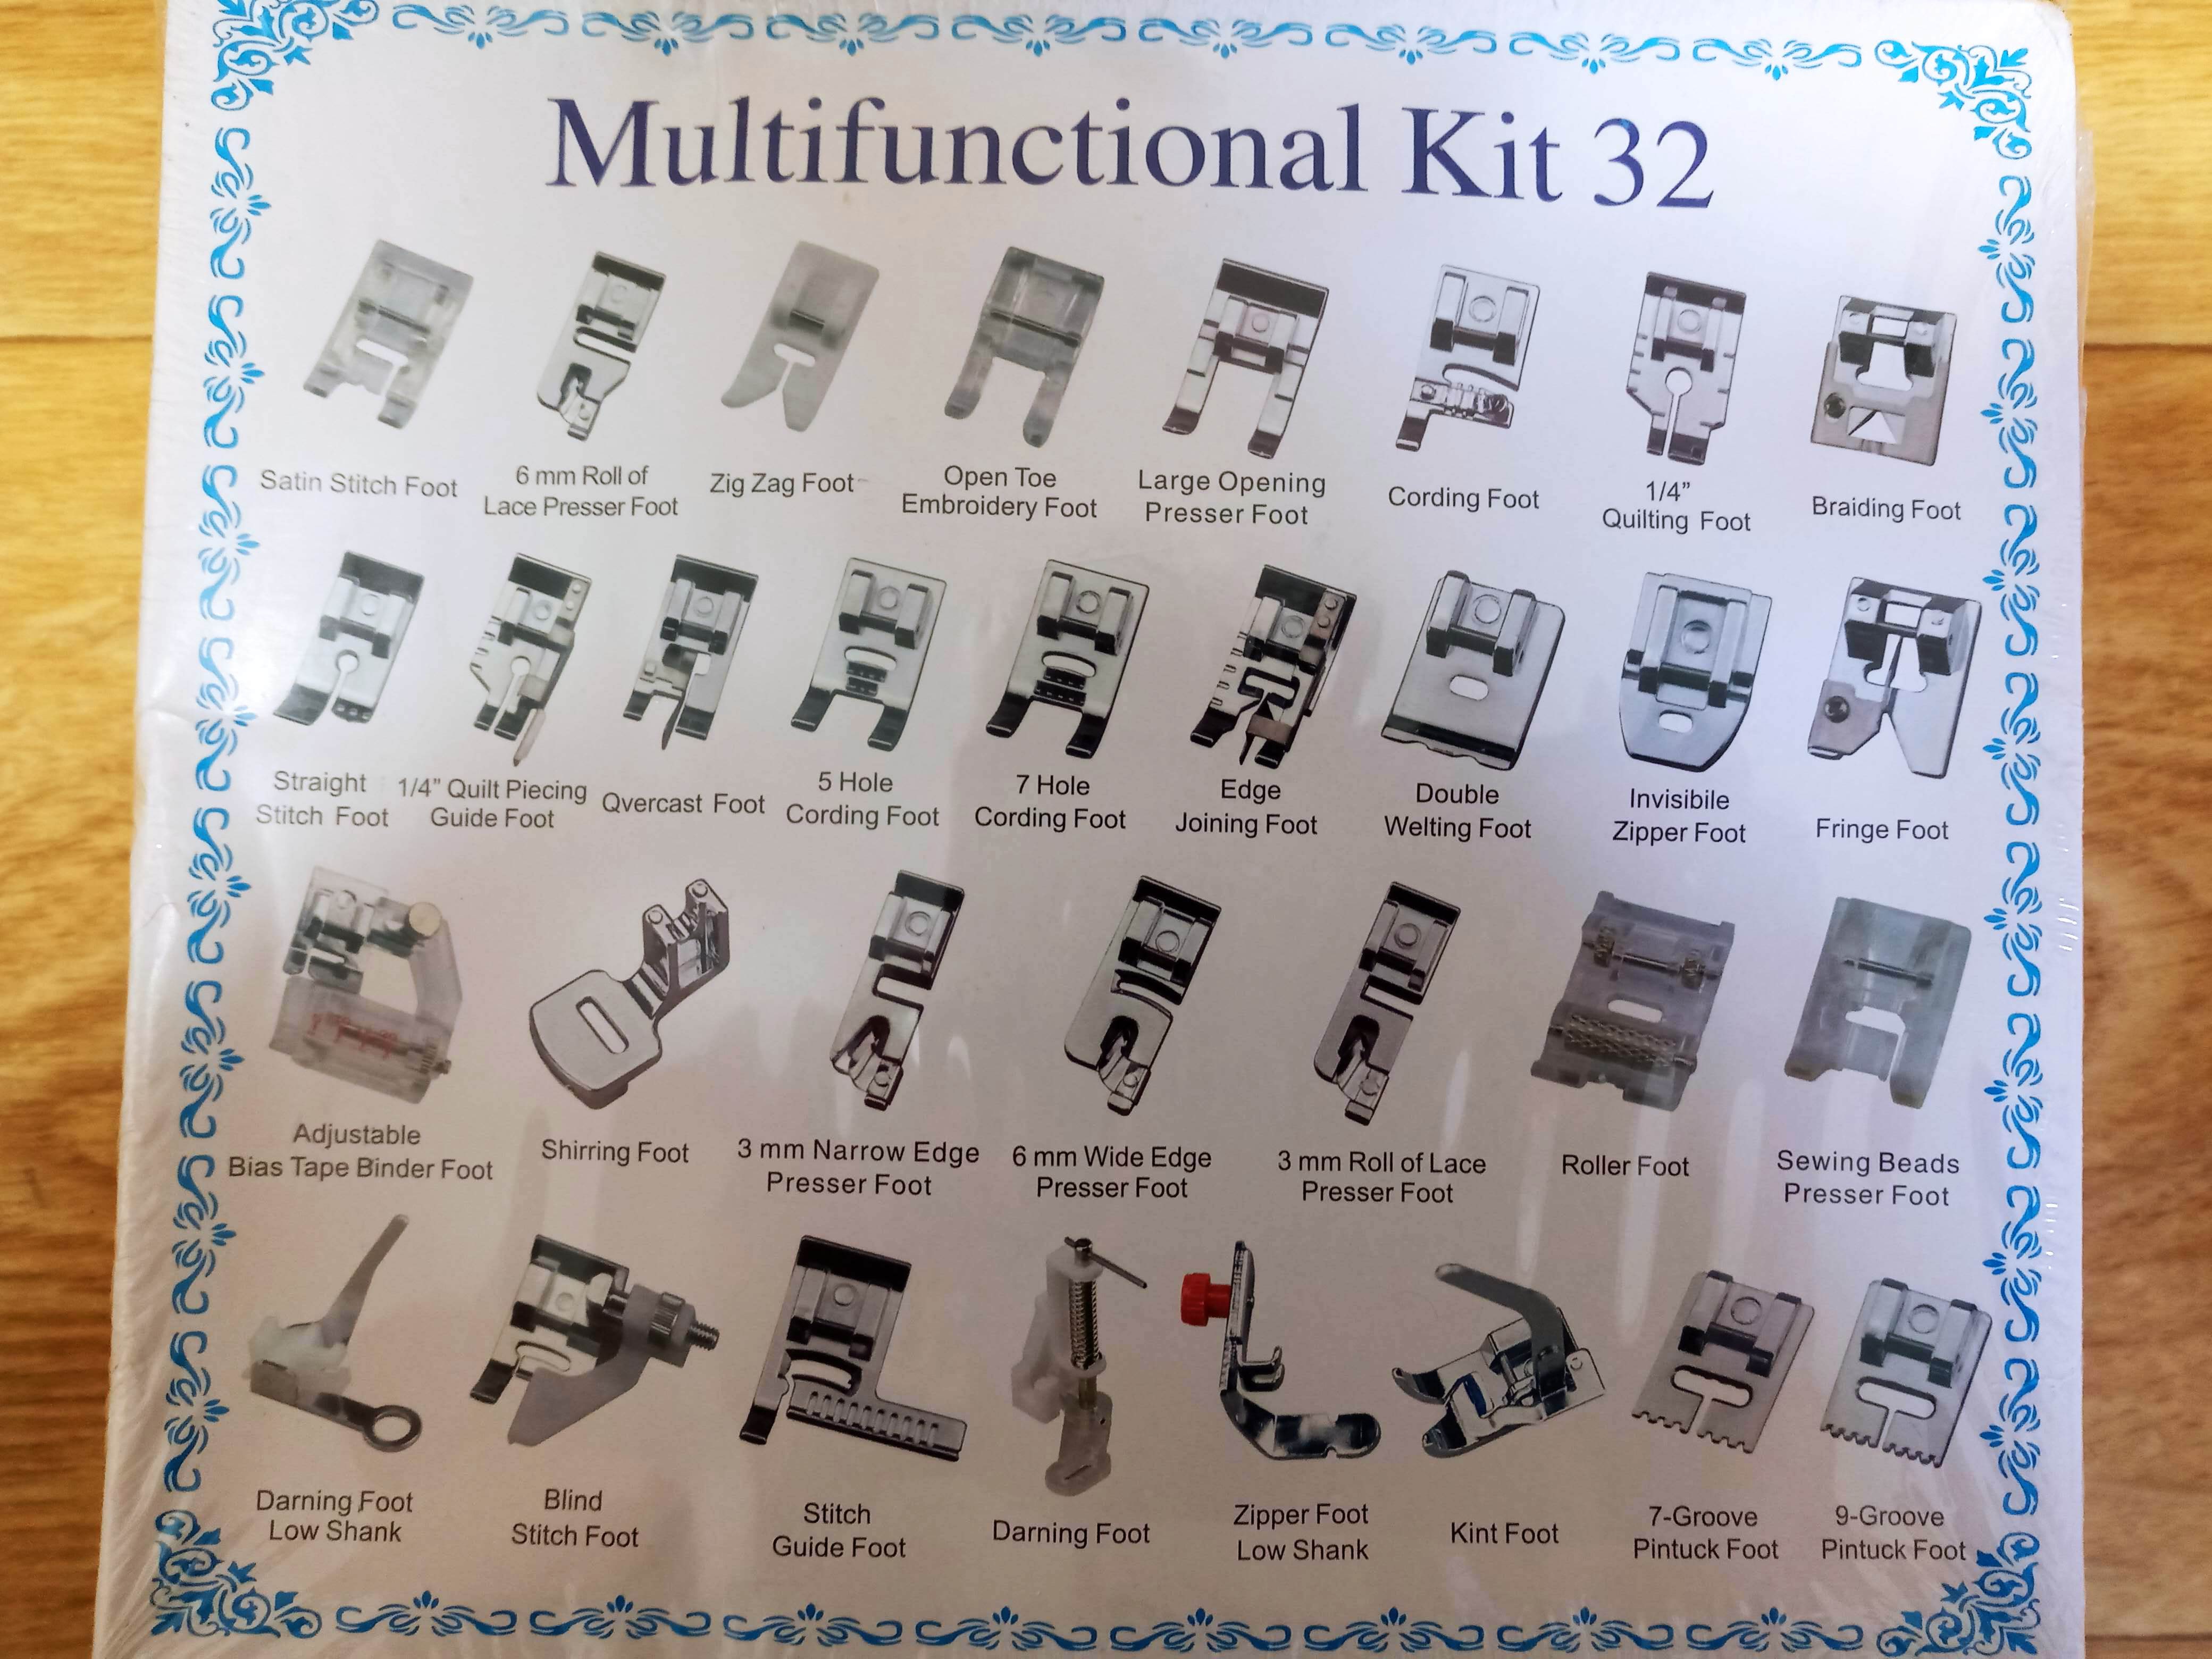 Multifunctional Kit 32
Satin Stitch Foot
6 mm Roll of
Lace Presser Foot
Zig Zag Foot
Open Toe
Embroidery Foot
Large Opening
Presser Foot
Cording Foot
1/4"
Quilting Foot
Braiding Foot
Straight
Stitch Foot
1/4" Quilt Piecing
Guide Foot
Qvercast Foot
5 Hole
Cording Foot
7 Hole
Cording Foot
Edge
Joining Foot
Double
Welting Foot
Invisibile
Zipper Foot
Fringe Foot
Adjustable
Bias Tape Binder Foot
Shirring Foot
3 mm Narrow Edge
Presser Foot
6 mm Wide Edge
Presser Foot
3 mm Roll of Lace
Presser Foot
Roller Foot
Sewing Beads
Presser Foot
Darning Foot
Low Shank
Blind
Stitch Foot
Stitch
Guide Foot
Darning Foot
Zipper Foot
Low Shank
Kint Foot
7-Groove
Pintuck Foot
9-Groove
Pintuck Foot